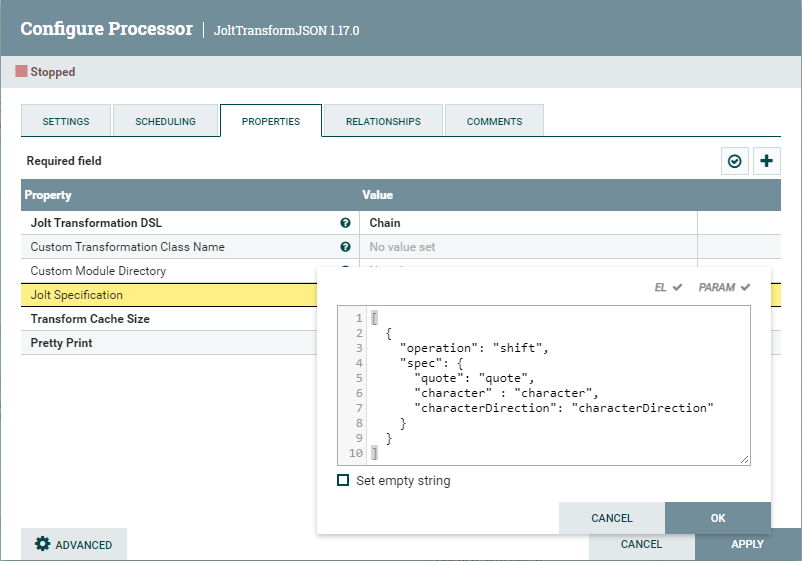 Configure Processor | JoltTransformJSON 1.17.0
Stopped
SETTINGS SCHEDULING PROPERTIES RELATIONSHIPS COMMENTS
Required field
Property Value
Jolt Transformation DSL ? Chain
Custom Transformation Class Name ? No value set
Custom Module Directory
Jolt Specification
Transform Cache Size
Pretty Print
EL PARAM
1 [
2 {
3 "operation": "shift",
4 "spec": {
5 "quote": "quote",
6 "character" : "character",
7 "characterDirection": "characterDirection"
8 }
9 }
10 ]
Set empty string
CANCEL OK
ADVANCED CANCEL APPLY